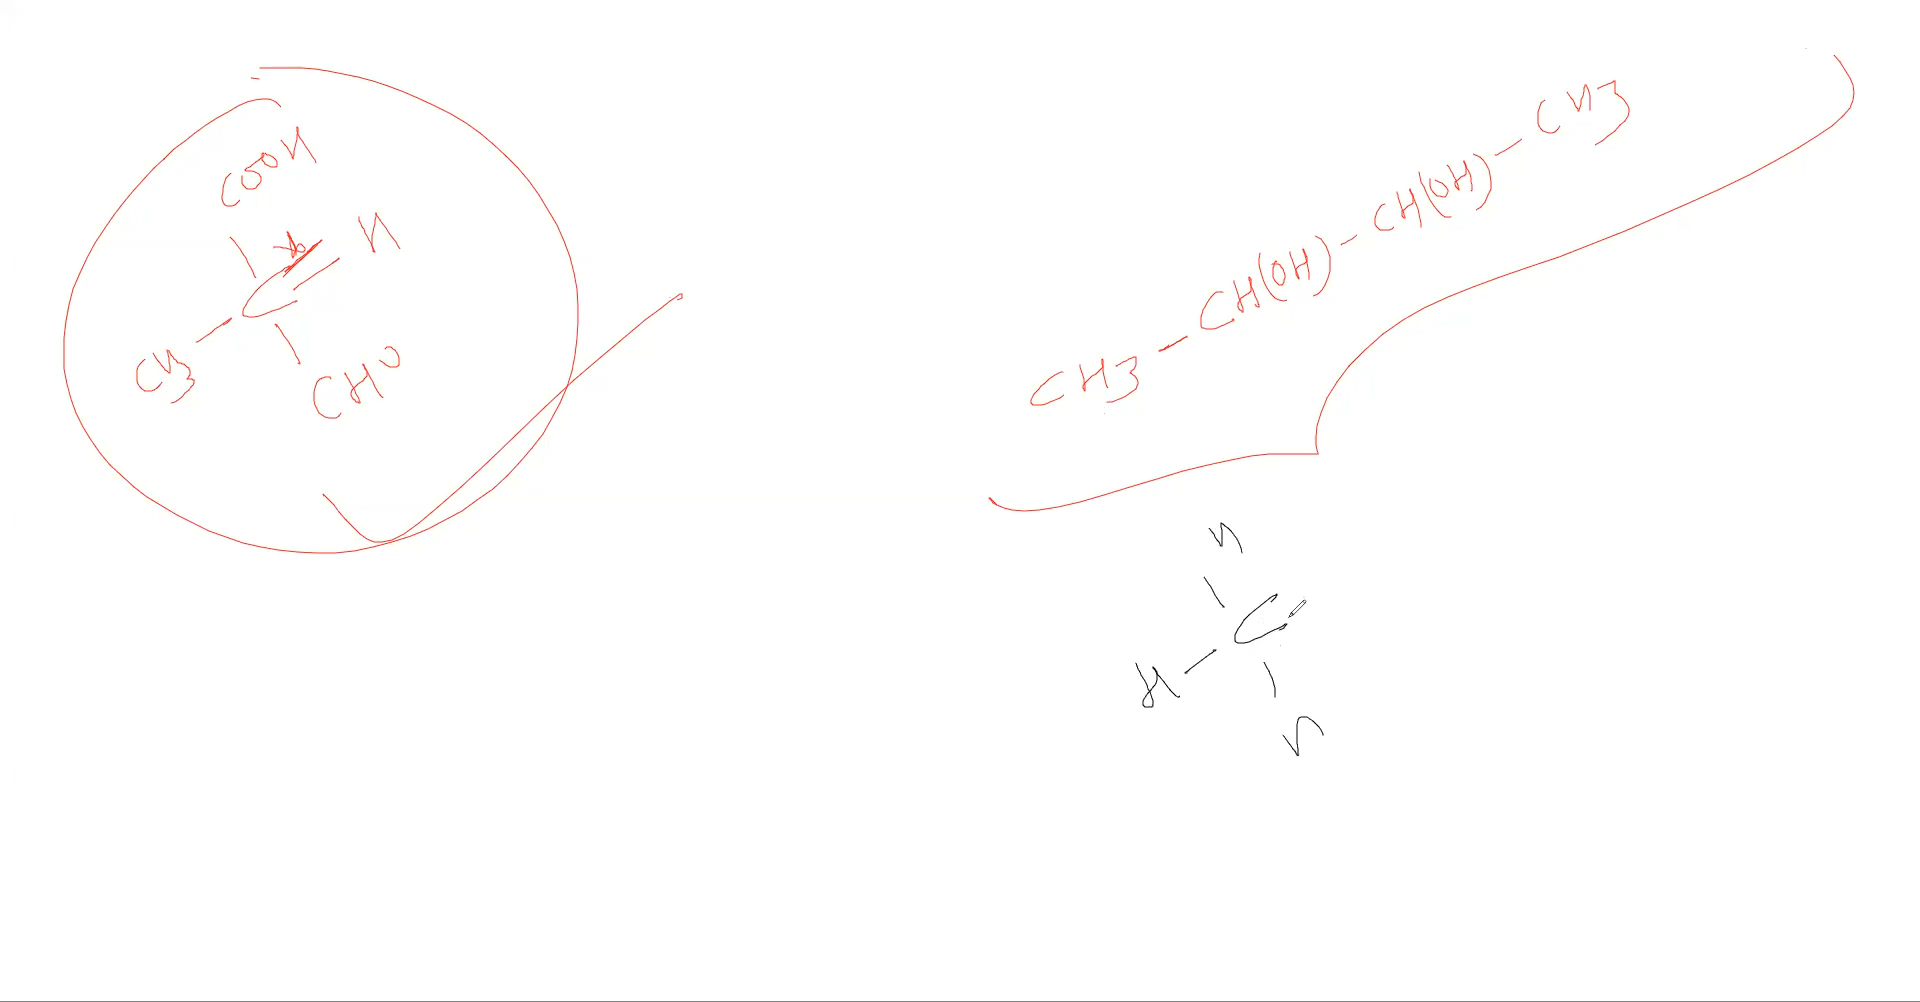 COOH
* H
C
CH3
CHO
CH3 - CH(OH) - CH(OH) - CH3
H
C
H
H